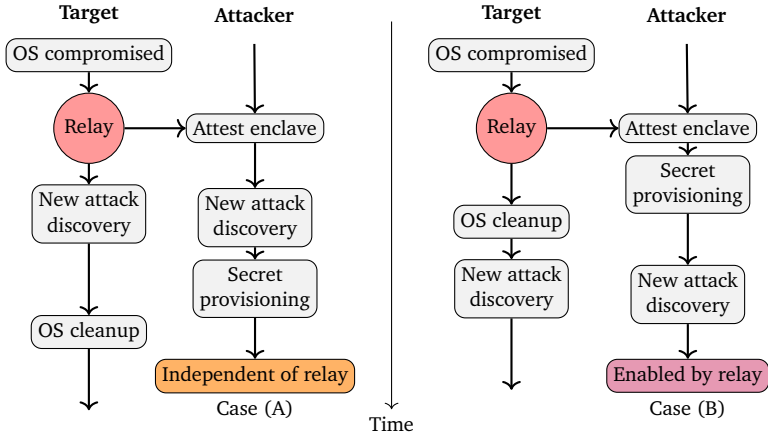 Target
Attacker
OS compromised
Relay
Attest enclave
New attack
discovery
New attack
discovery
Secret
provisioning
OS cleanup
Independent of relay
Case (A)
Time
Target
Attacker
OS compromised
Relay
Attest enclave
Secret
provisioning
OS cleanup
New attack
discovery
New attack
discovery
Enabled by relay
Case (B)